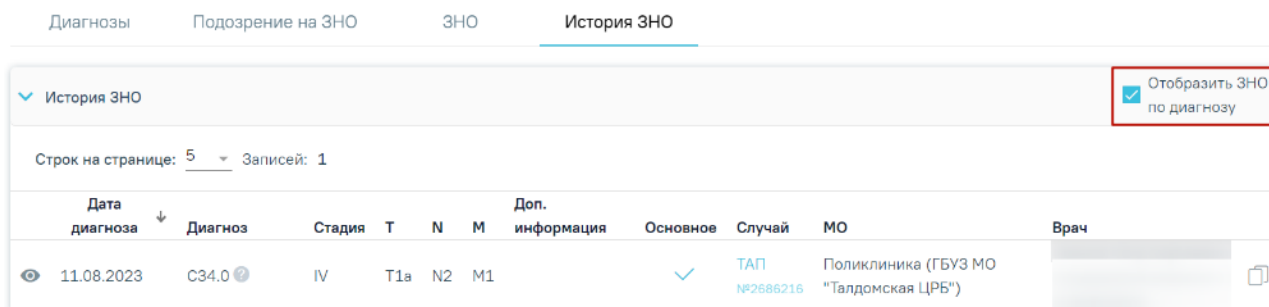 Диагнозы Подозрение на ЗНО ЗНО История ЗНО
История ЗНО
Отобразить ЗНО
по диагнозу
Строк на странице: 5 Записей: 1
Дата
диагноза Диагноз Стадия T N M Доп.
информация Основное Случай МО Врач
11.08.2023 C34.0 IV T1a N2 M1 ТАП
№2686216 Поликлиника (ГБУЗ МО
"Талдомская ЦРБ")